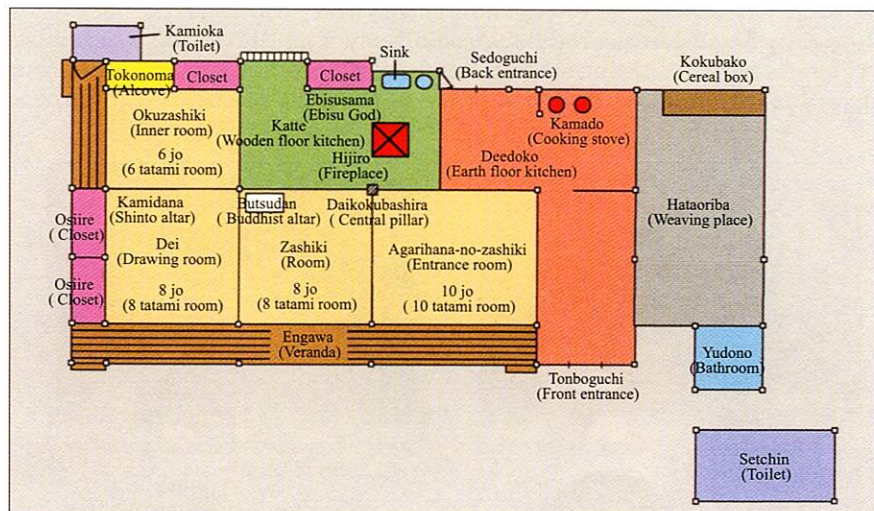 Kamioka
(Toilet)
Sink
Sedoguchi
(Back entrance)
Kokubako
(Cereal box)
Tokonoma
(Alcove)
Closet
Closet
Okuzashiki
(Inner room)
6 jo
(6 tatami room)
Ebisusama
(Ebisu God)
Katte
(Wooden floor kitchen)
Hijiro
(Fireplace)
Kamado
(Cooking stove)
Deedoko
(Earth floor kitchen)
Osiire
( Closet)
Kamidana
(Shinto altar)
Butsudan
( Buddhist altar)
Daikokubashira
( Central pillar)
Hataoriba
(Weaving place)
Dei
(Drawing room)
Zashiki
(Room)
Agarihana-no-zashiki
(Entrance room)
Osiire
( Closet)
8 jo
(8 tatami room)
8 jo
(8 tatami room)
10 jo
( 10 tatami room)
Engawa
(Veranda)
Yudono
(Bathroom)
Tonboguchi
(Front entrance)
Setchin
(Toilet)